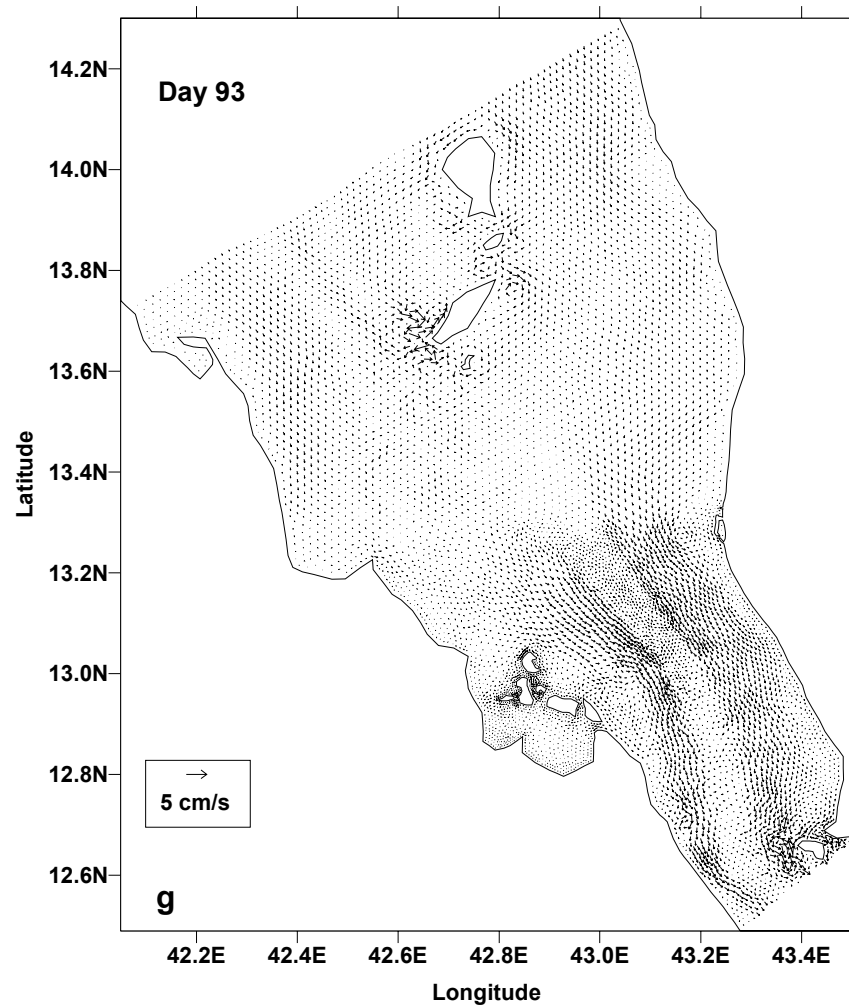 14.2N
Day 93
14.0N
13.8N
13.6N
Latitude
13.4N
13.2N
13.0N
12.8N
5 cm/s
12.6N
g
42.2E 42.4E 42.6E 42.8E 43.0E 43.2E 43.4E
Longitude